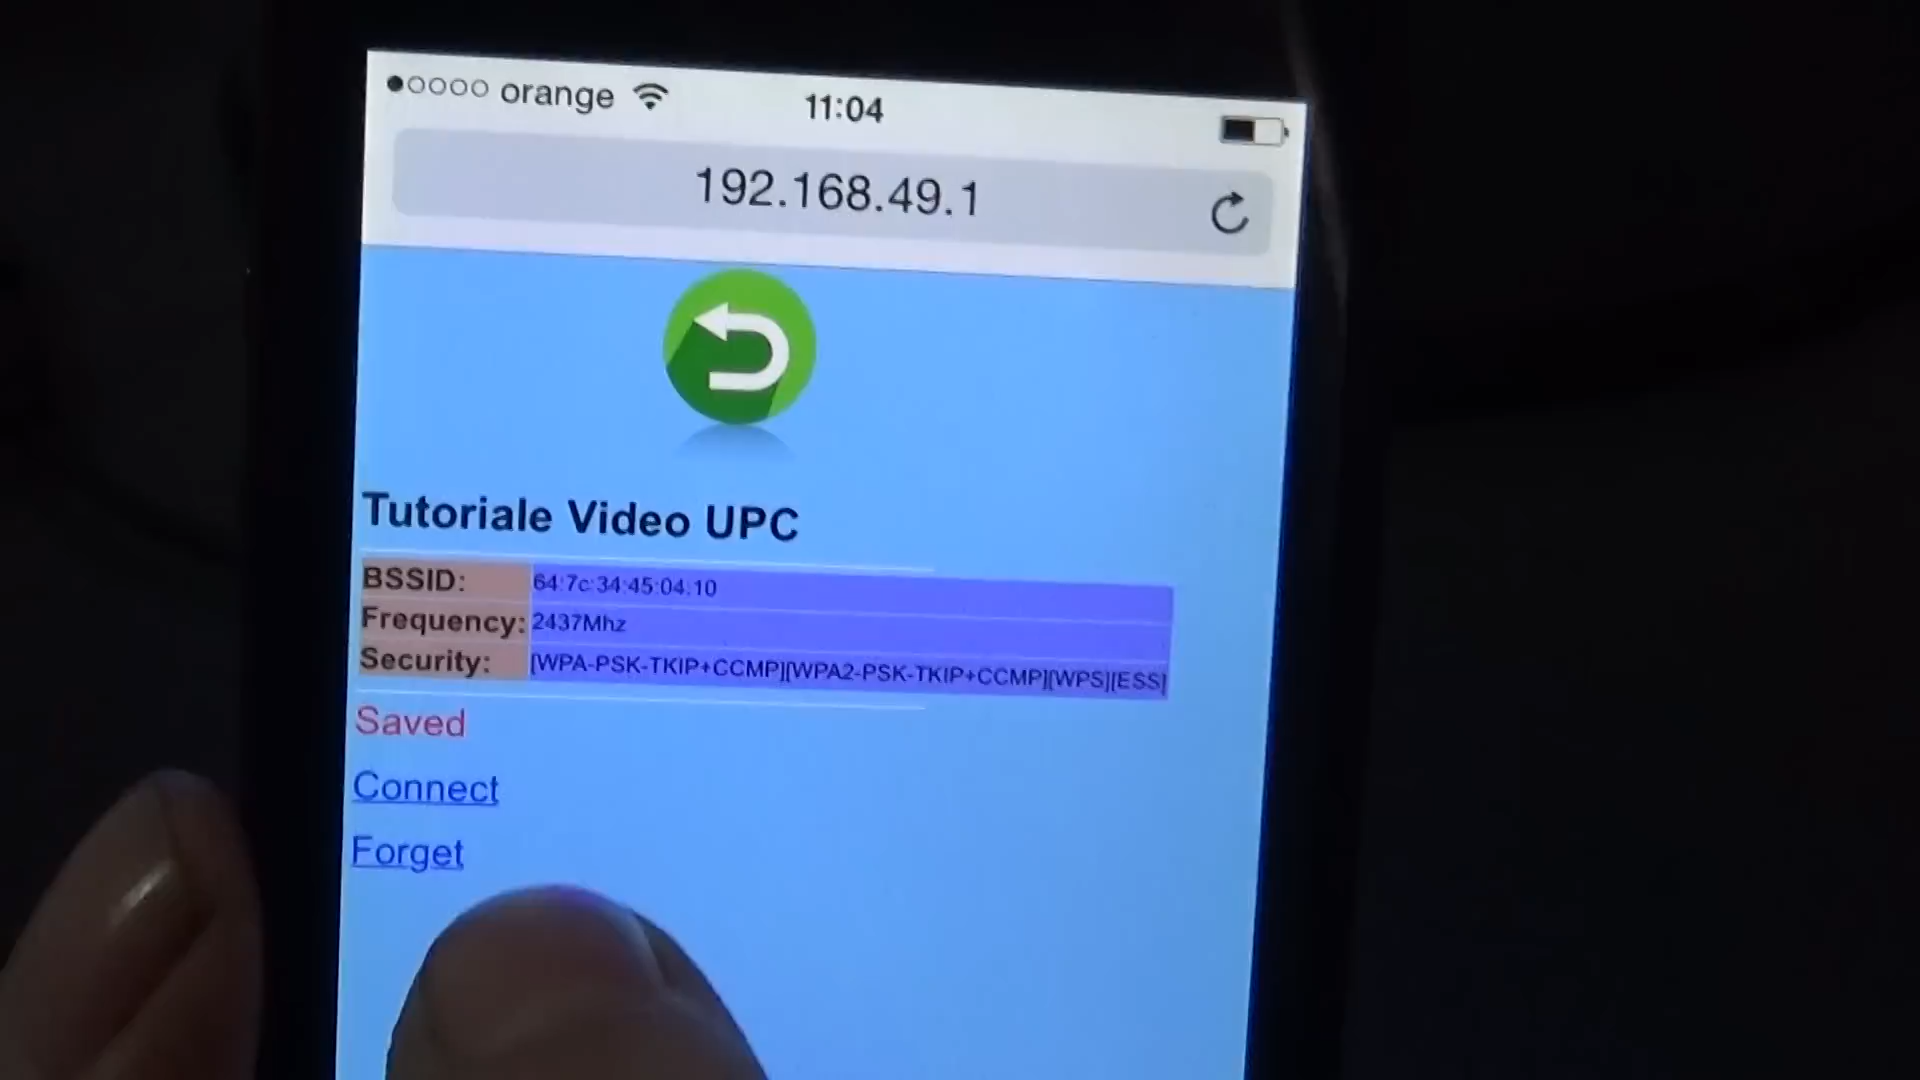 orange 11:04
192.168.49.1
Tutoriale Video UPC
BSSID: 64:7c:34:45:04:10
Frequency: 2437Mhz
Security: [WPA-PSK-TKIP+CCMP][WPA2-PSK-TKIP+CCMP][WPS][ESS]
Saved
Connect
Forget